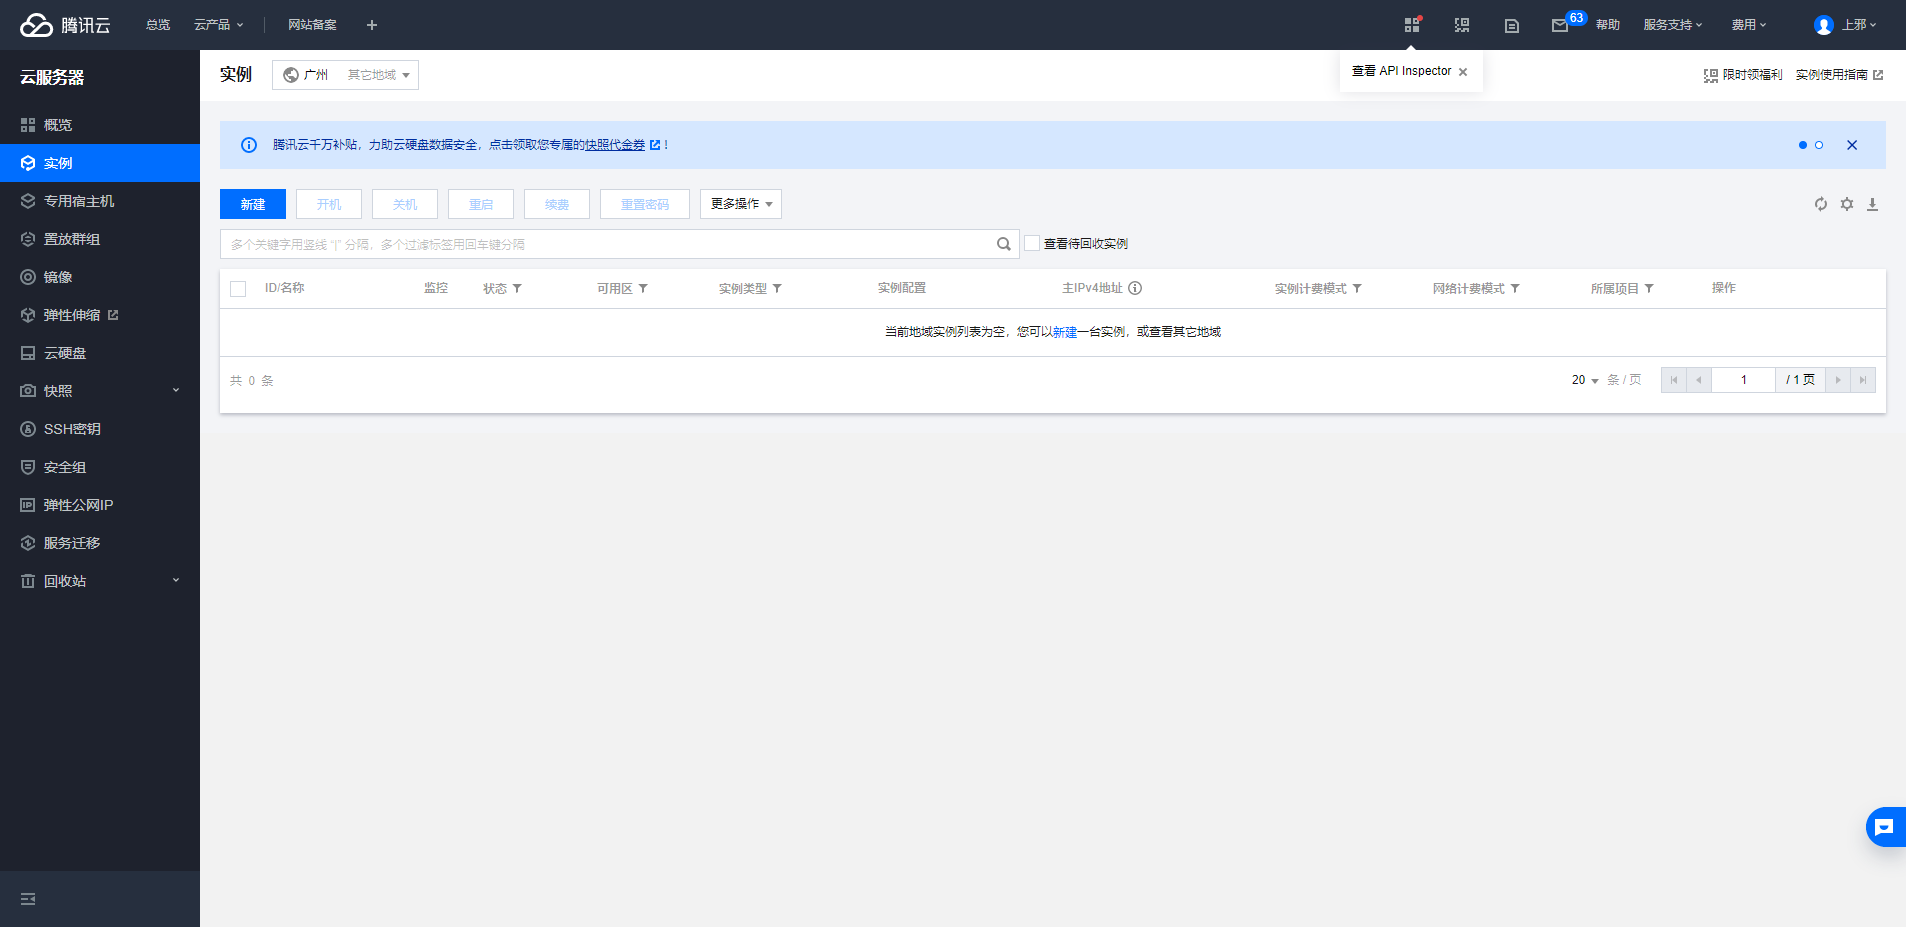 腾讯云 总览 云产品 网站备案 + 63 帮助 服务支持 费用 上邪
云服务器
概览
实例
专用宿主机
置放群组
镜像
弹性伸缩
云硬盘
快照
SSH密钥
安全组
弹性公网IP
服务迁移
回收站
实例 广州 其它地域 查看 API Inspector 限时领福利 实例使用指南
腾讯云千万补贴，力助云硬盘数据安全，点击领取您专属的快照代金券 ！
新建 开机 关机 重启 续费 重置密码 更多操作
多个关键字用竖线 “|” 分隔，多个过滤标签用回车键分隔 查看待回收实例
ID/名称 监控 状态 可用区 实例类型 实例配置 主IPv4地址 实例计费模式 网络计费模式 所属项目 操作
当前地域实例列表为空，您可以新建一台实例，或查看其它地域
共 0 条 20 条 / 页 1 / 1 页